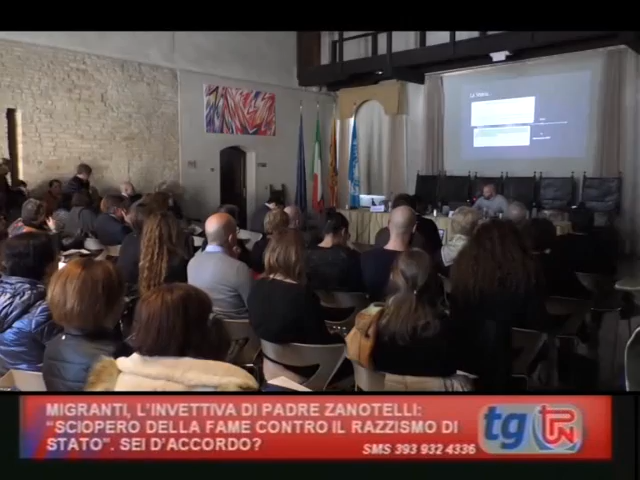 MIGRANTI, L'INVETTIVA DI PADRE ZANOTELLI:
"SCIOPERO DELLA FAME CONTRO IL RAZZISMO DI
STATO". SEI D'ACCORDO?
SMS 393 932 4336
tg TPN